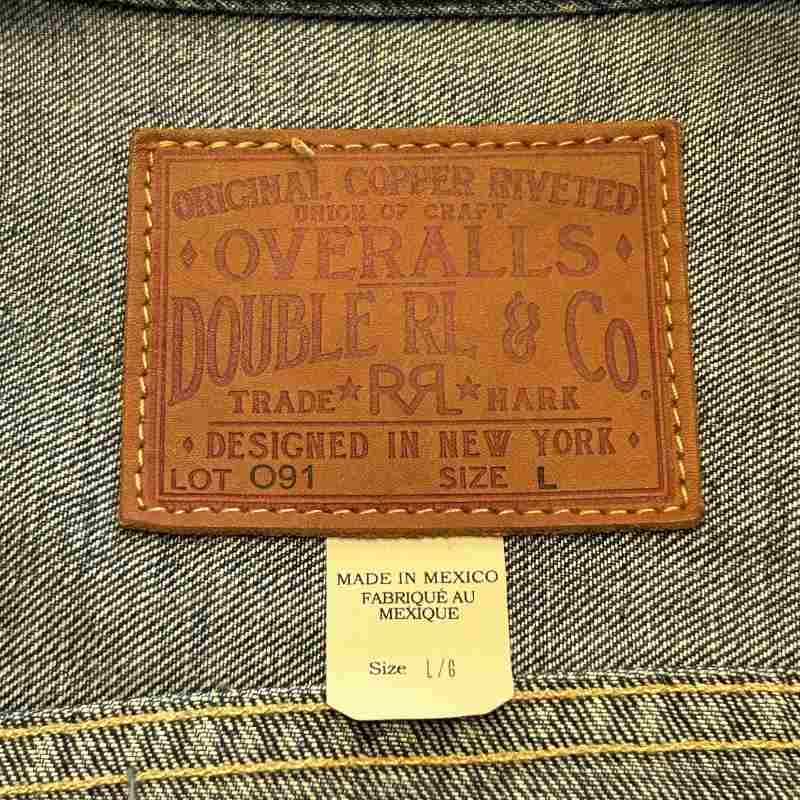 ORIGINAL COPPER RIVETED
UNION OF CRAFT
OVERALLS
DOUBLE RL & Co.
TRADE ★ RRL ★ MARK
DESIGNED IN NEW YORK
LOT 091 SIZE L
MADE IN MEXICO
FABRIQUÉ AU
MEXIQUE
Size L/G